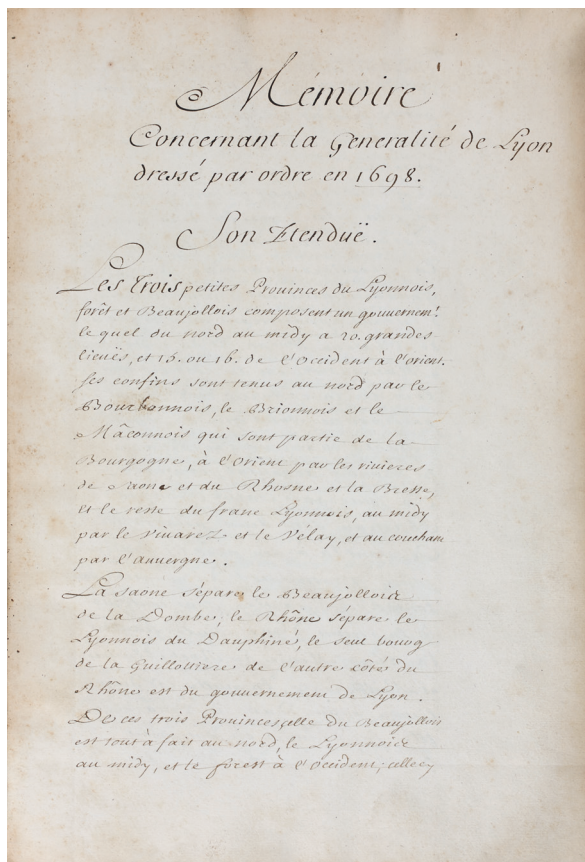 Mémoire
Concernant la Generalité de Lyon
dressé par ordre en 1698.
Son Etenduë.
Les trois petites Provinces du Lyonnois,
forêt et Beaujollois composent un gouvernem.t
le quel du nord au midy a 20. grandes
lieuës, et 15. ou 16. de l'Occident à l'orient.
ses confins sont tenus au nord par le
Bourbonnois, le Brionnois et le
Mâconnois qui sont partie de la
Bourgogne, à l'Orient par les rivieres
de Saone et du Rhosne et la Bresse,
et le reste du franc Lyonnois, au midy
par le Vivarez et le Vélay, et au couchant
par l'auvergne.
La saone sépare le Beaujollois
de la Dombe, le Rhône sépare le
Lyonnois du Dauphiné, le seul bourg
de la Guillottiere de l'autre côté du
Rhône est du gouvernement de Lyon.
De ces trois Provinces, celle du Beaujollois
est tout à fait au nord, le Lyonnois
au midy, et le forest à l'Occident; celle cy